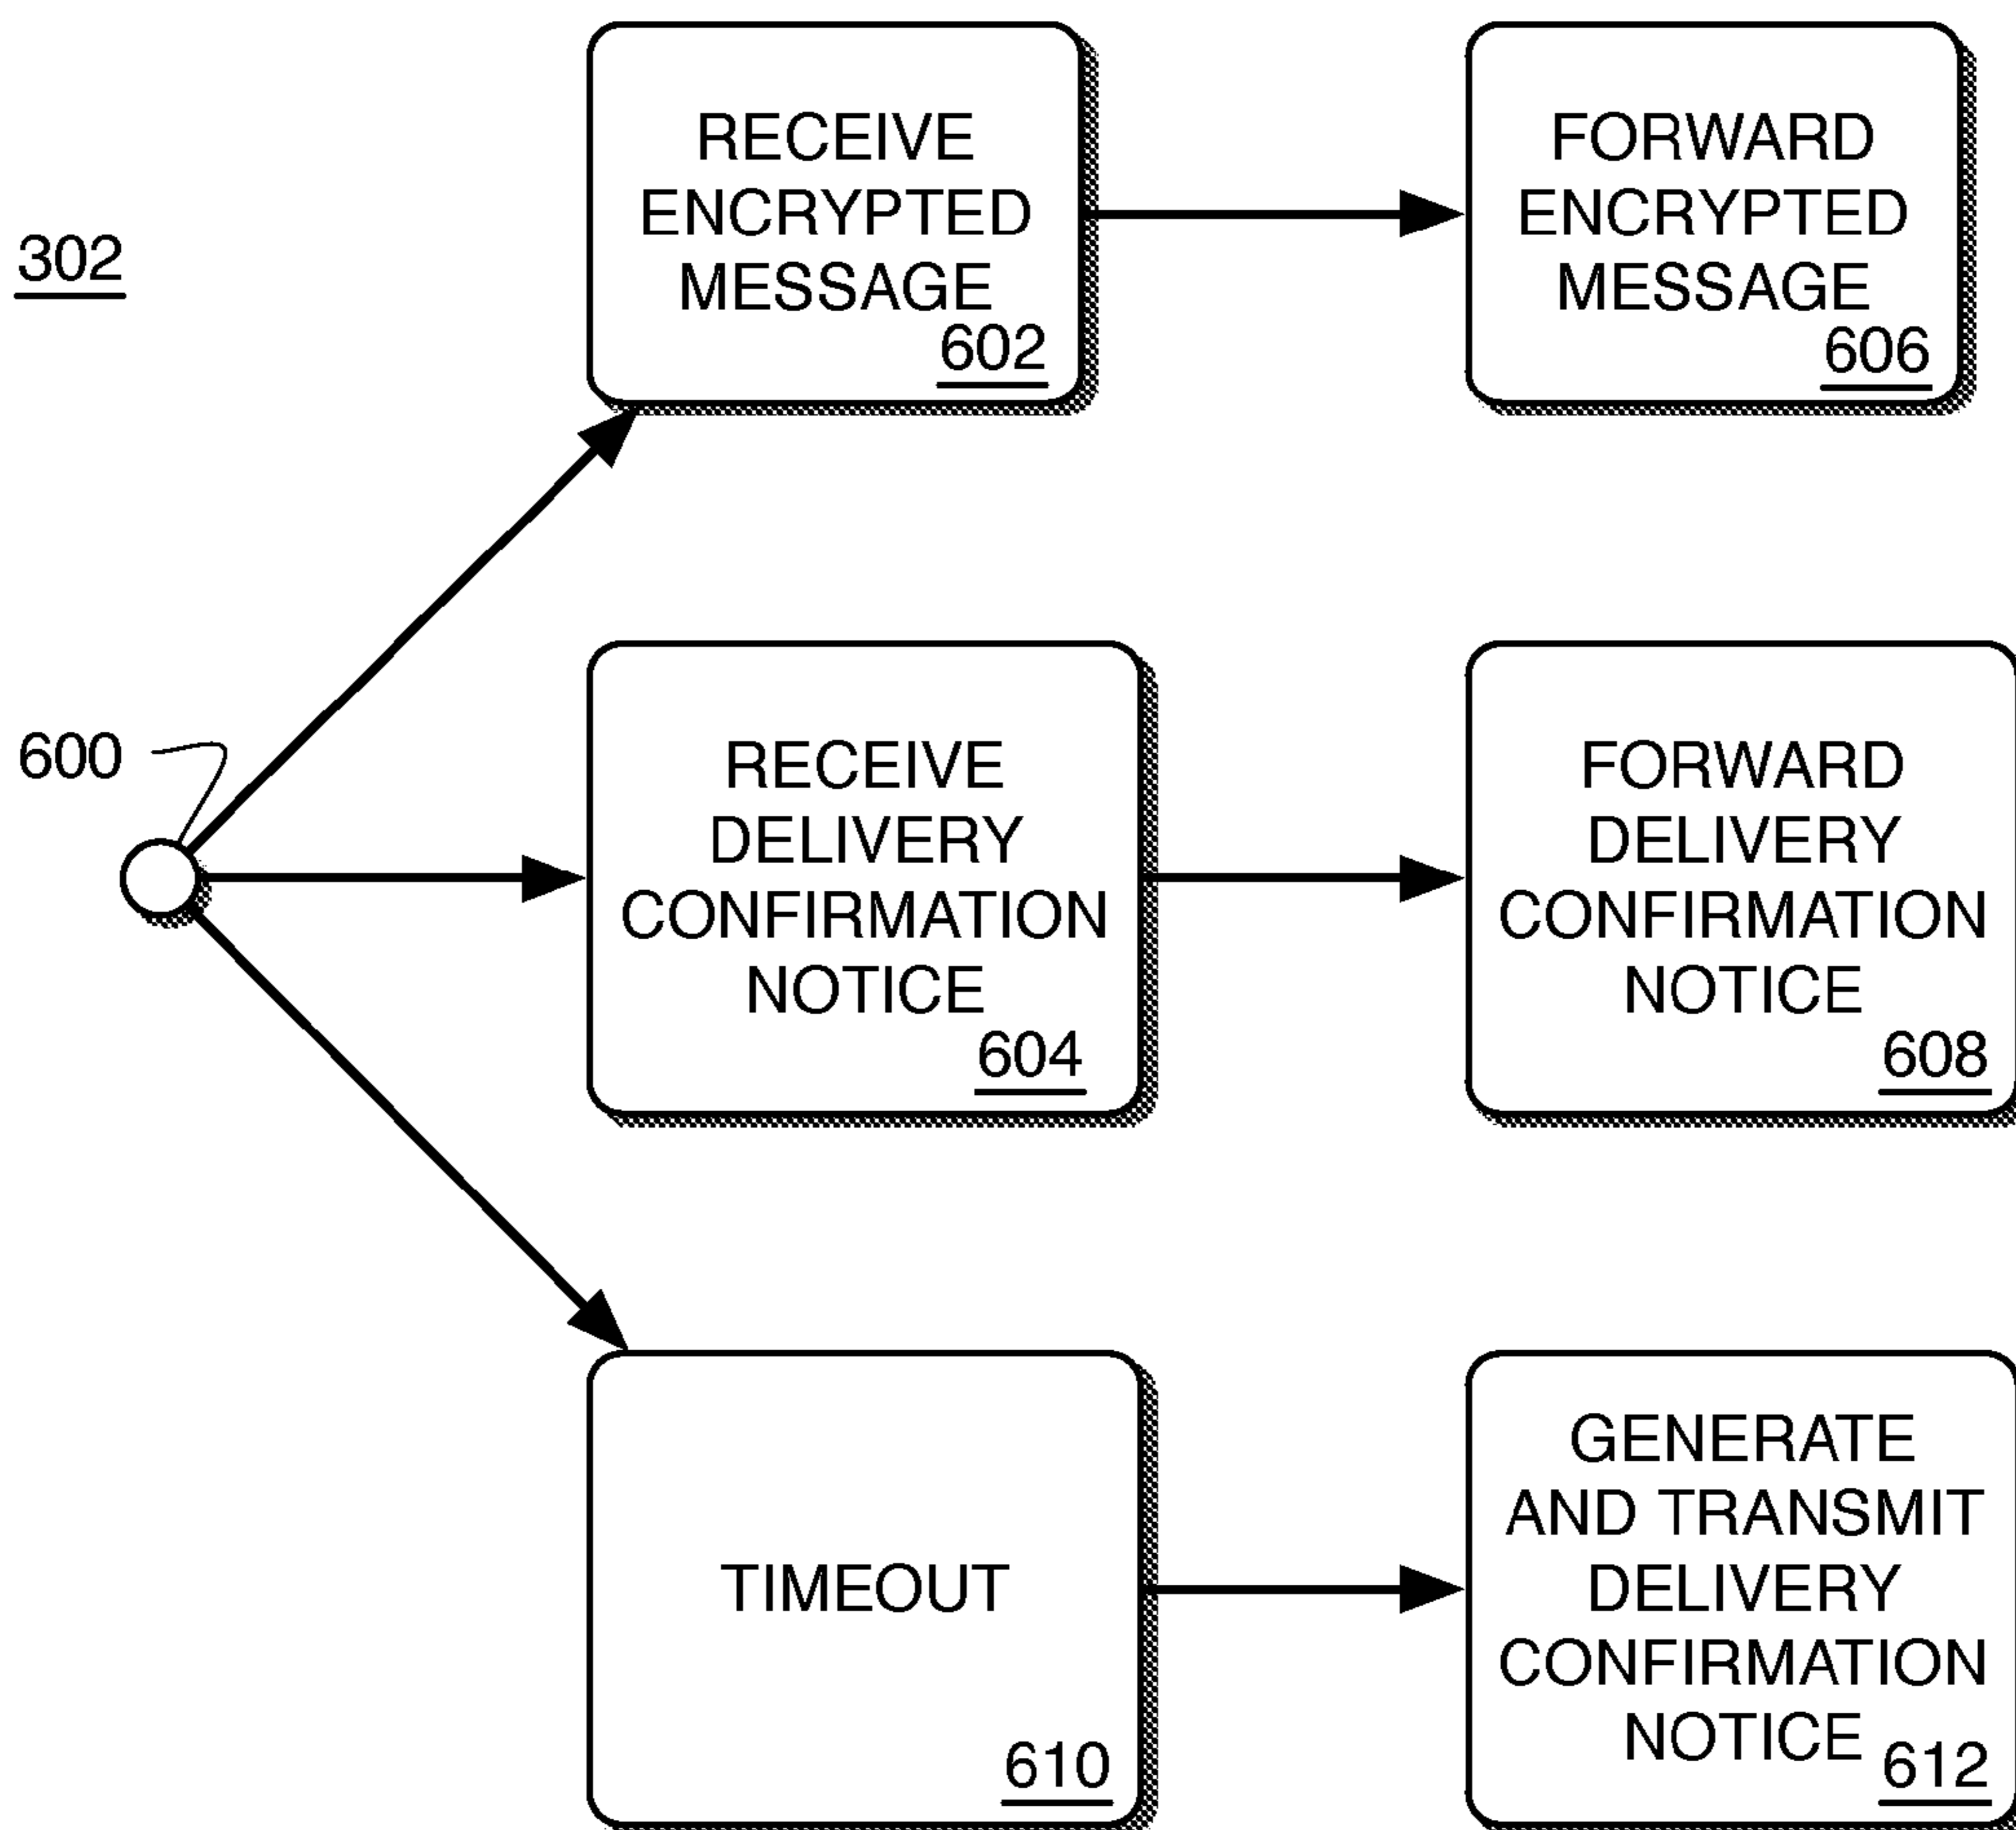 302
RECEIVE
ENCRYPTED
MESSAGE
602
FORWARD
ENCRYPTED
MESSAGE
606
600
RECEIVE
DELIVERY
CONFIRMATION
NOTICE
604
FORWARD
DELIVERY
CONFIRMATION
NOTICE
608
TIMEOUT
610
GENERATE
AND TRANSMIT
DELIVERY
CONFIRMATION
NOTICE
612